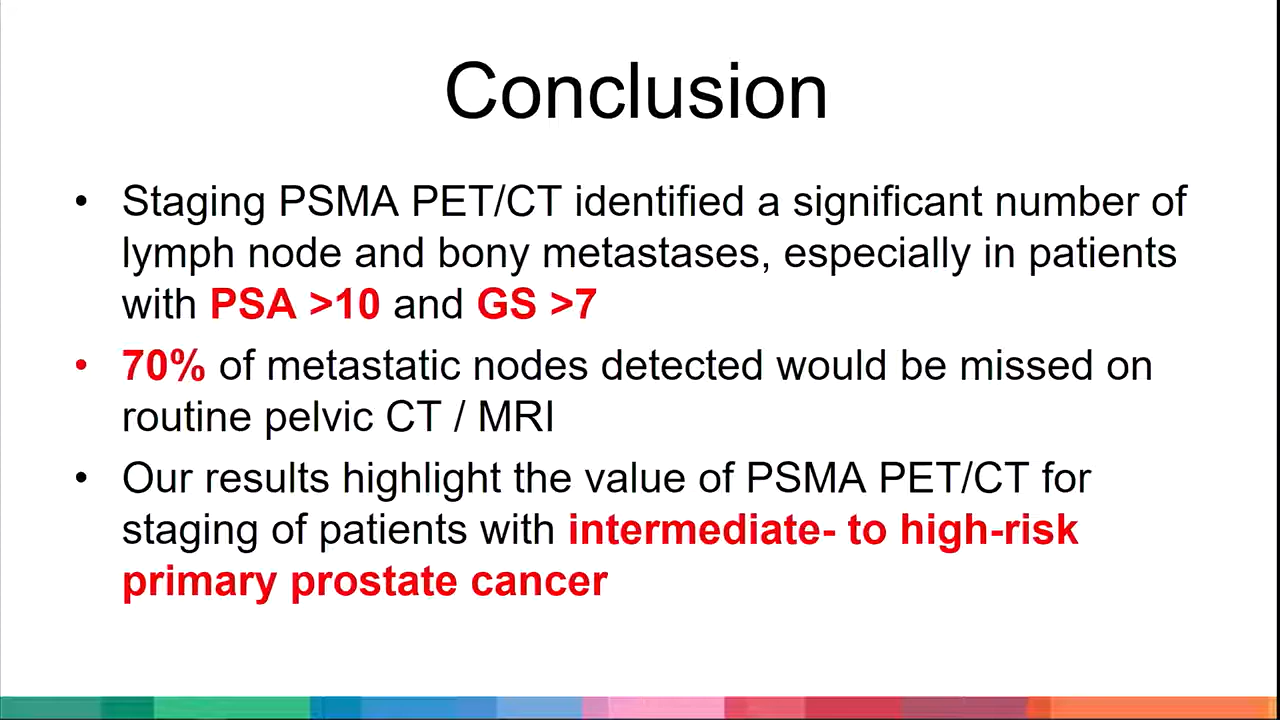 Conclusion
• Staging PSMA PET/CT identified a significant number of
lymph node and bony metastases, especially in patients
with PSA >10 and GS >7
• 70% of metastatic nodes detected would be missed on
routine pelvic CT / MRI
• Our results highlight the value of PSMA PET/CT for
staging of patients with intermediate- to high-risk
primary prostate cancer